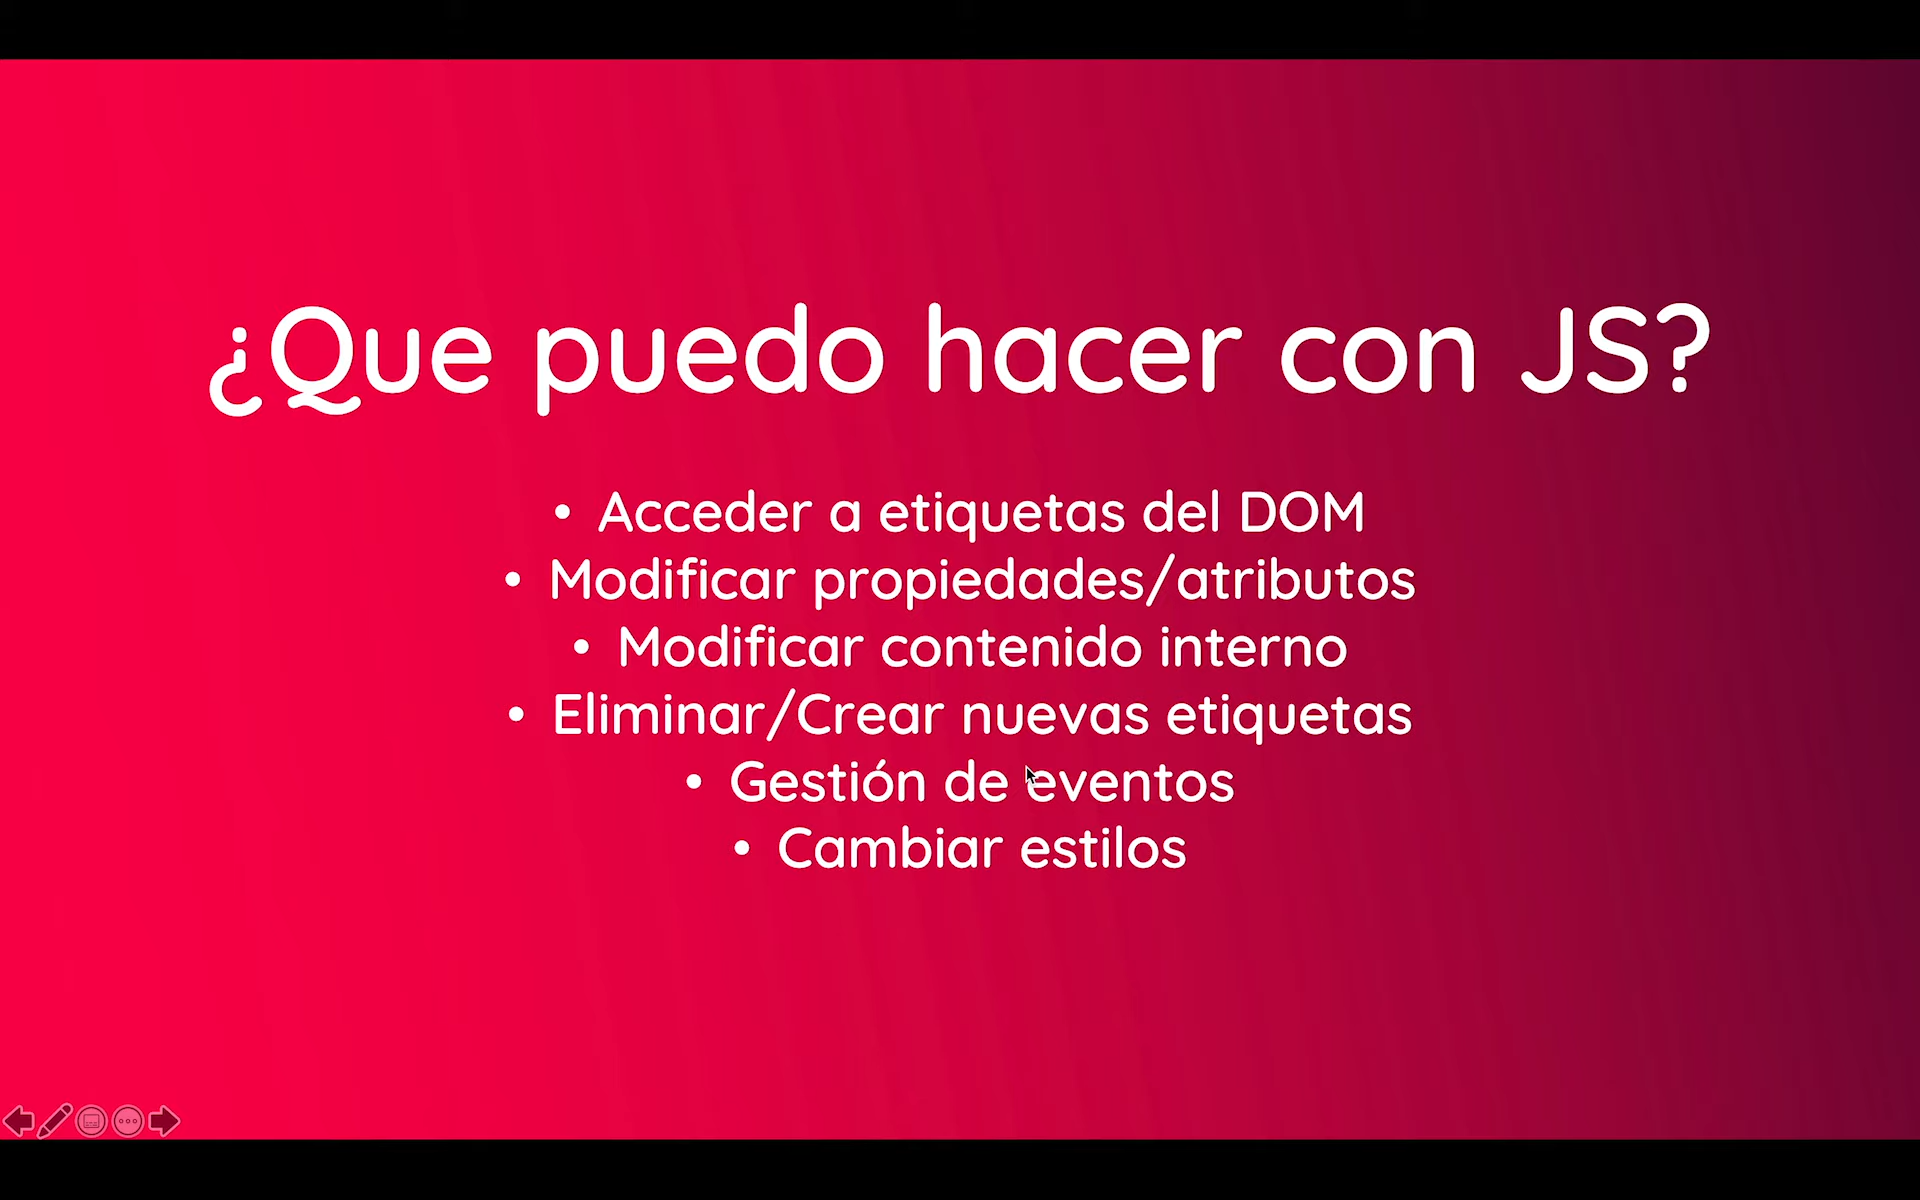 ¿Que puedo hacer con JS?
• Acceder a etiquetas del DOM
• Modificar propiedades/atributos
• Modificar contenido interno
• Eliminar/Crear nuevas etiquetas
• Gestión de eventos
• Cambiar estilos